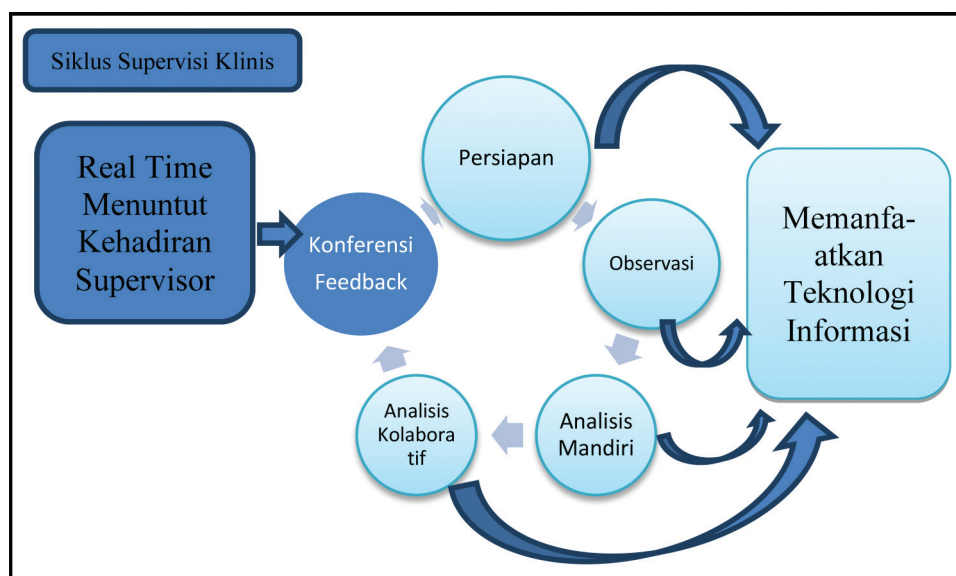 Siklus Supervisi Klinis
Real Time
Menuntut
Kehadiran
Supervisor
Konferensi
Feedback
Persiapan
Observasi
Analisis
Mandiri
Analisis
Kolabora
tif
Memanfa-
atkan
Teknologi
Informasi